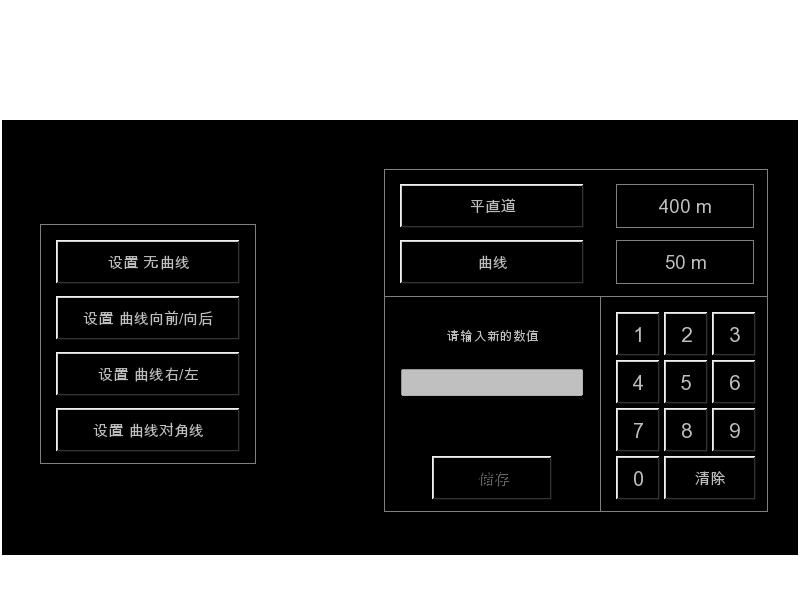 设置 无曲线
设置 曲线向前/向后
设置 曲线右/左
设置 曲线对角线
平直道
400 m
曲线
50 m
请输入新的数值
储存
1 2 3
4 5 6
7 8 9
0 清除